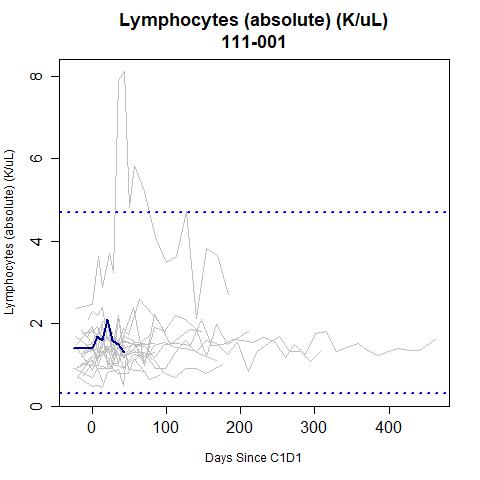 Lymphocytes (absolute) (K/uL)
111-001
Lymphocytes (absolute) (K/uL)
8
6
4
2
0
0 100 200 300 400
Days Since C1D1